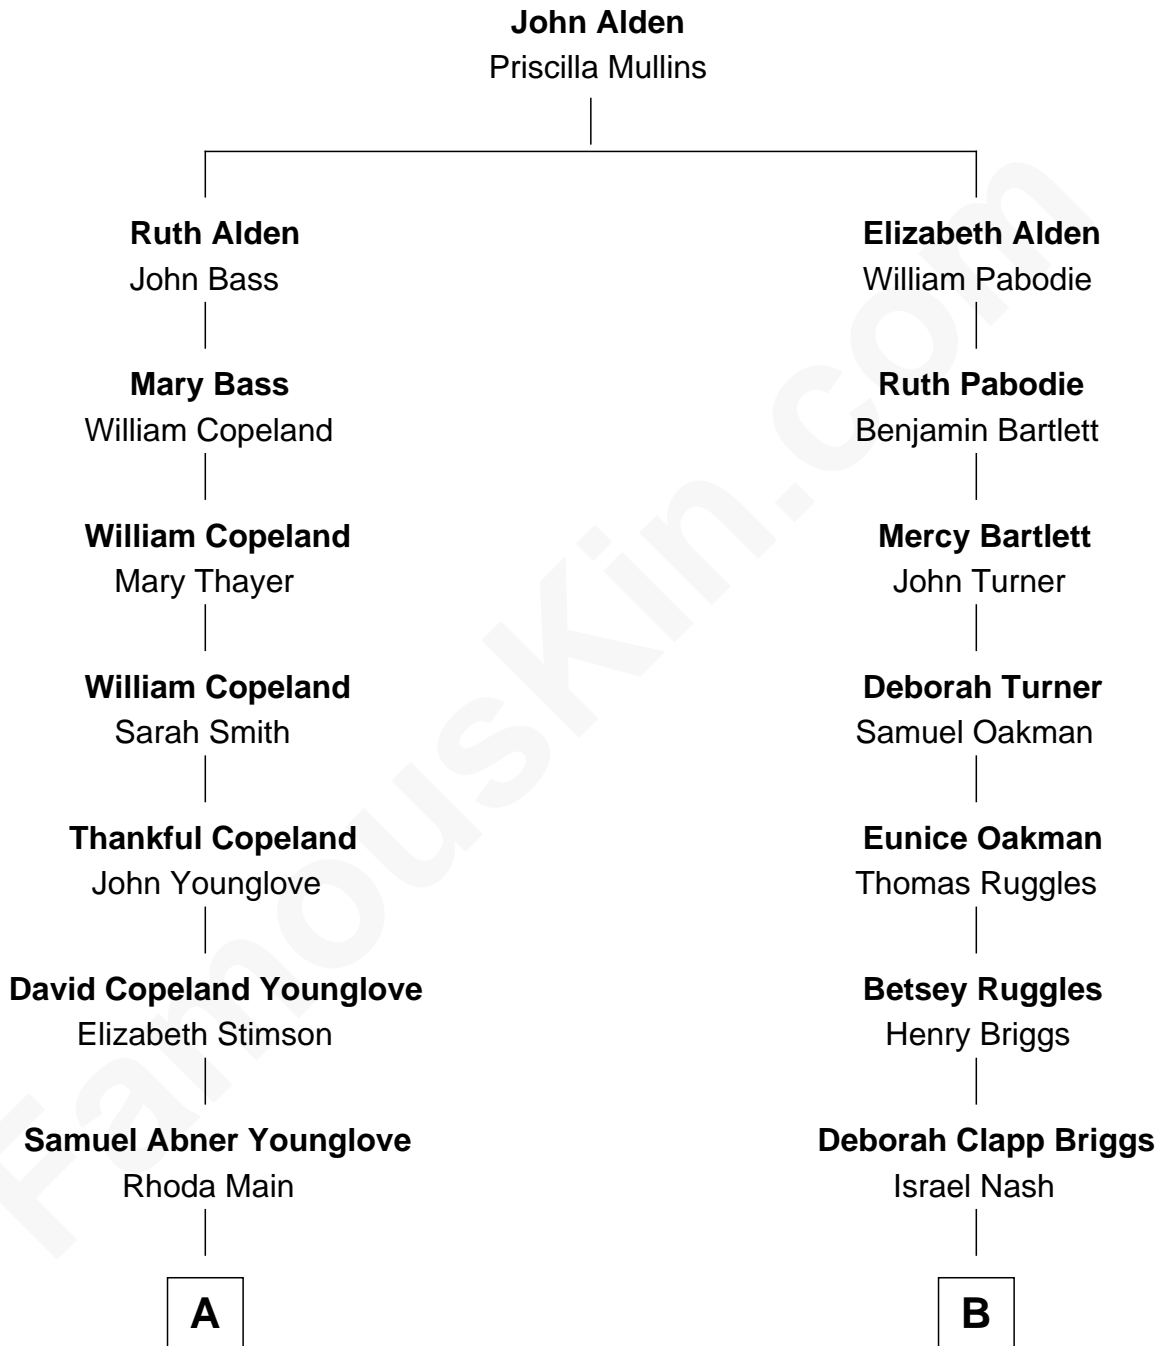 John Alden
Priscilla Mullins
Ruth Alden
John Bass
Elizabeth Alden
William Pabodie
Mary Bass
William Copeland
Ruth Pabodie
Benjamin Bartlett
William Copeland
Mary Thayer
Mercy Bartlett
John Turner
William Copeland
Sarah Smith
Deborah Turner
Samuel Oakman
Thankful Copeland
John Younglove
Eunice Oakman
Thomas Ruggles
David Copeland Younglove
Elizabeth Stimson
Betsey Ruggles
Henry Briggs
Samuel Abner Younglove
Rhoda Main
Deborah Clapp Briggs
Israel Nash
A
B
FamousKin.com